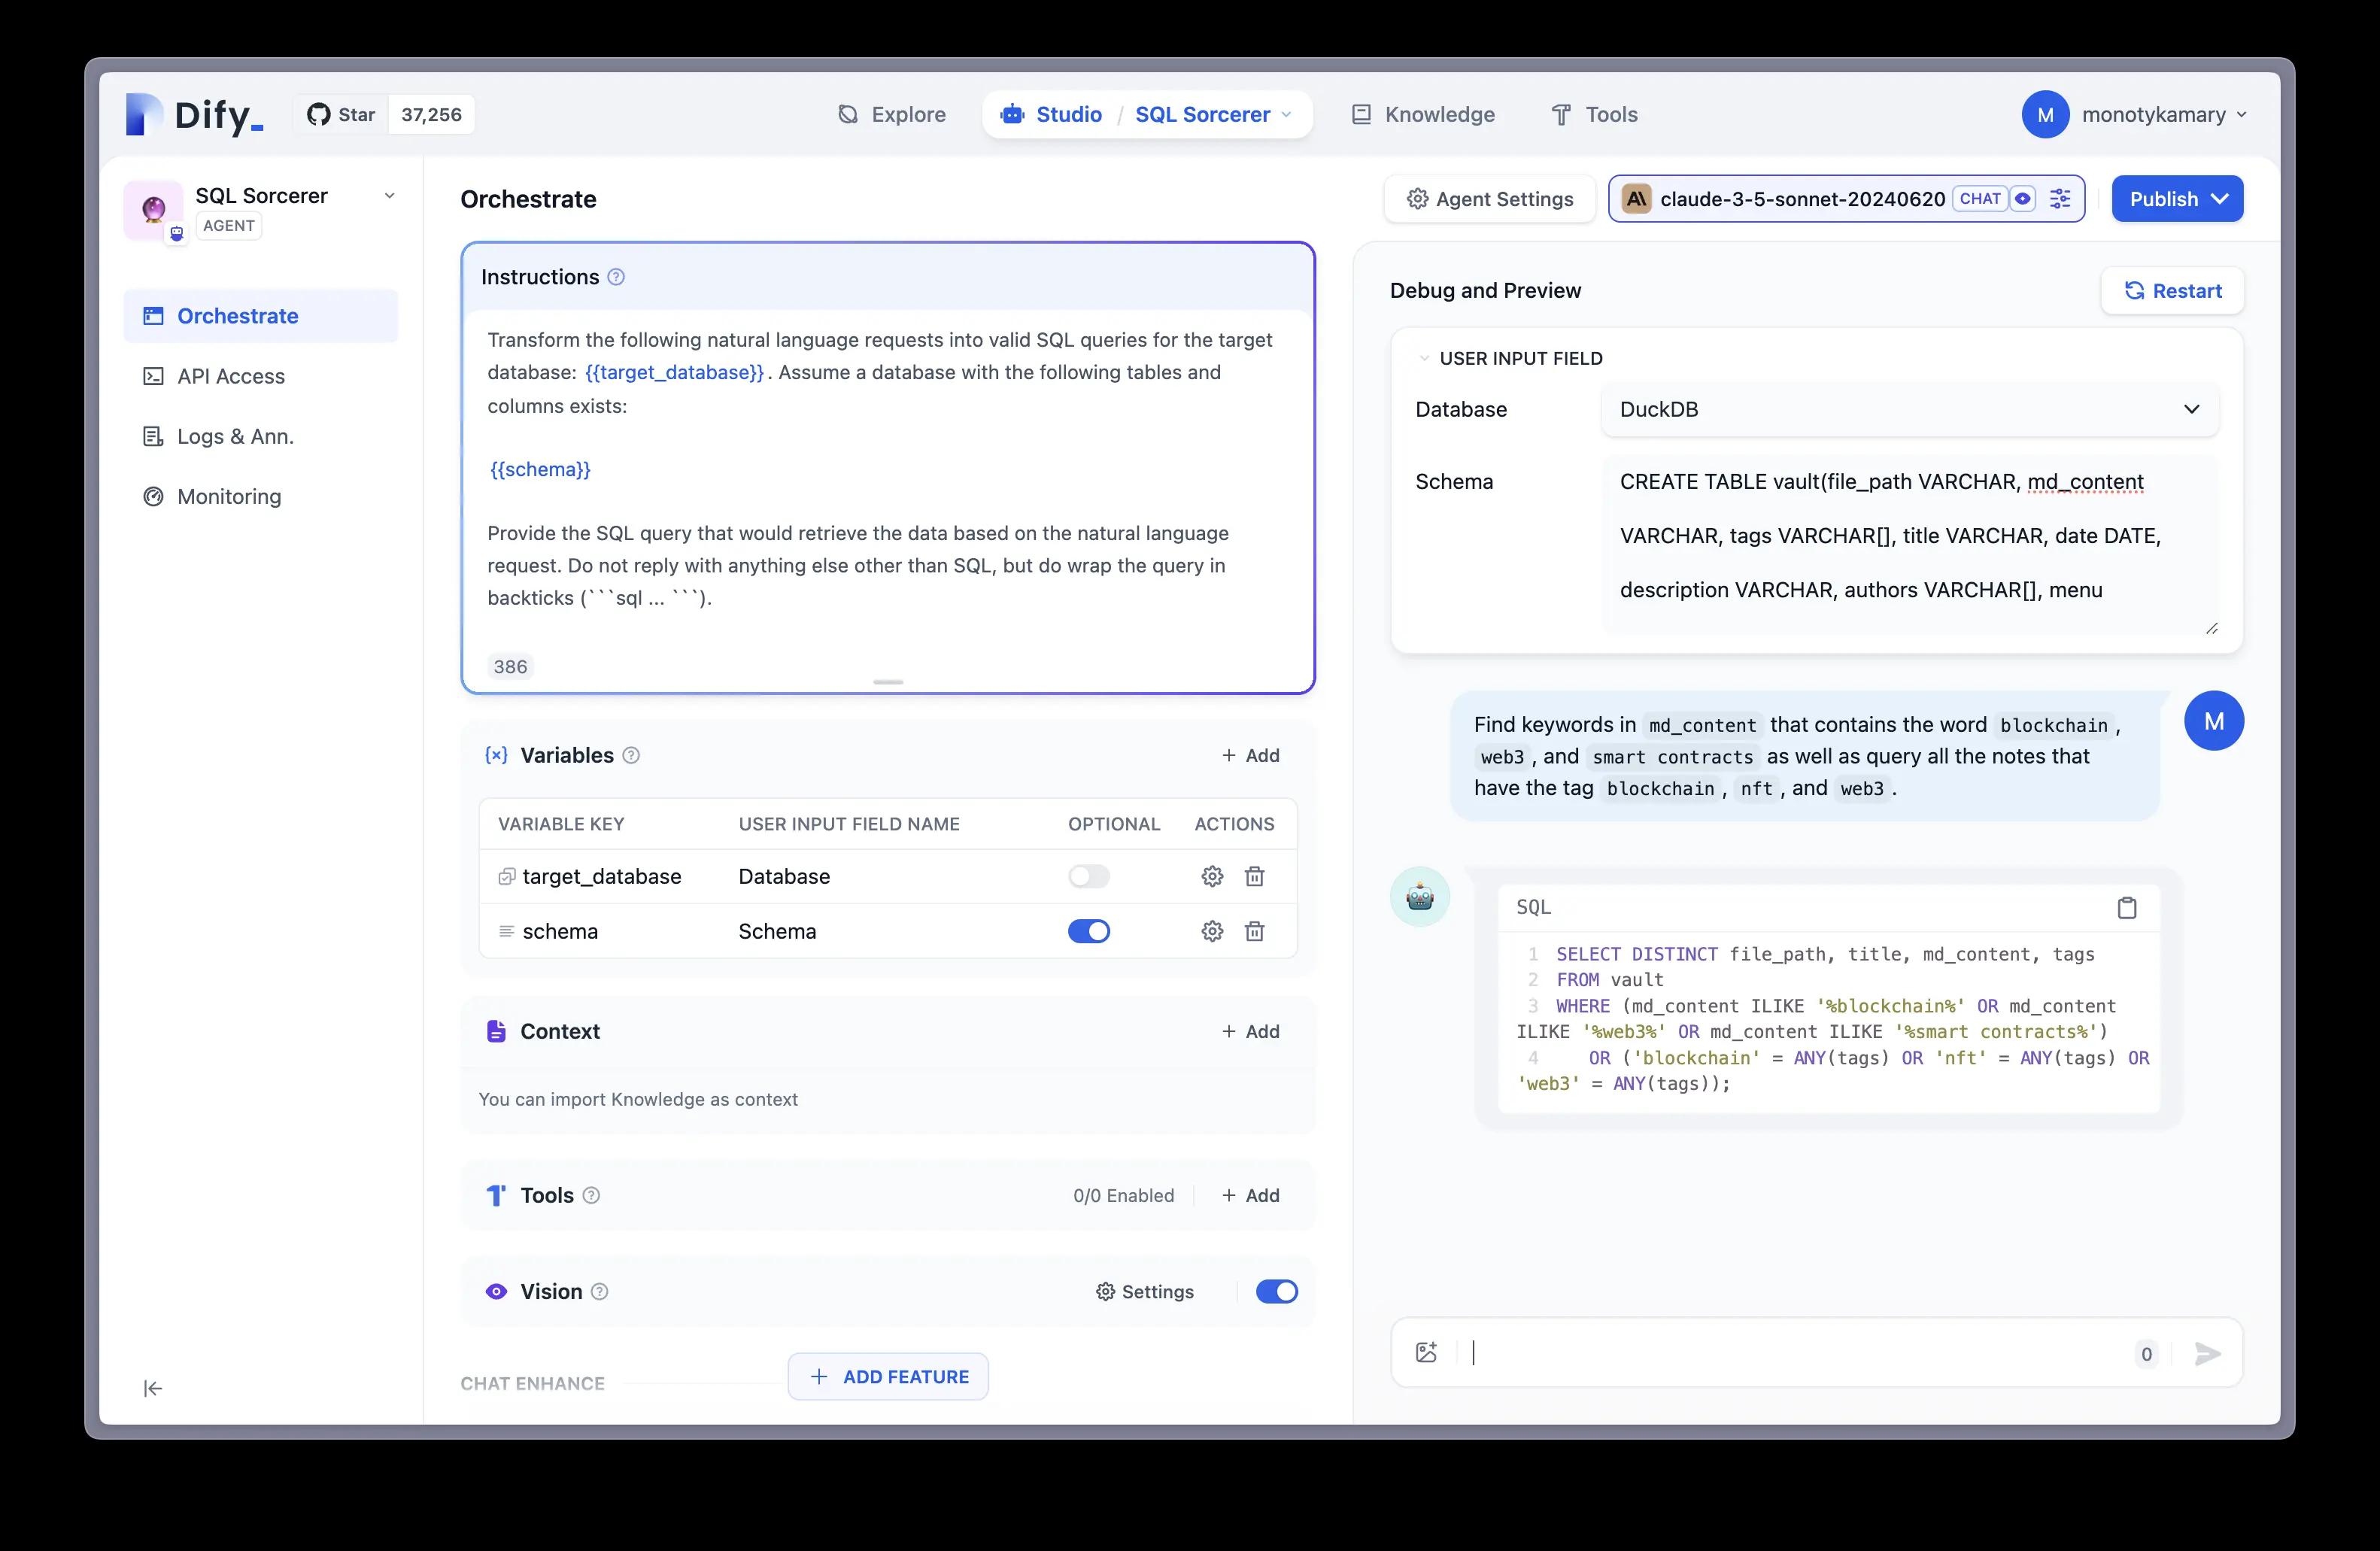 Dify_
Star 37,256
Explore
Studio / SQL Sorcerer
Knowledge
Tools
M monotykamary
SQL Sorcerer
AGENT
Orchestrate
API Access
Logs & Ann.
Monitoring
Orchestrate
Agent Settings
claude-3-5-sonnet-20240620 CHAT
Publish
Instructions
Transform the following natural language requests into valid SQL queries for the target
database: {{target_database}}. Assume a database with the following tables and
columns exists:
{{schema}}
Provide the SQL query that would retrieve the data based on the natural language
request. Do not reply with anything else other than SQL, but do wrap the query in
backticks (```sql ... ```).
386
{x} Variables
+ Add
VARIABLE KEY USER INPUT FIELD NAME OPTIONAL ACTIONS
target_database Database
schema Schema
Context
+ Add
You can import Knowledge as context
Tools
0/0 Enabled
+ Add
Vision
Settings
CHAT ENHANCE
+ ADD FEATURE
Debug and Preview
Restart
USER INPUT FIELD
Database DuckDB
Schema CREATE TABLE vault(file_path VARCHAR, md_content
VARCHAR, tags VARCHAR[], title VARCHAR, date DATE,
description VARCHAR, authors VARCHAR[], menu
Find keywords in md_content that contains the word blockchain,
web3, and smart contracts as well as query all the notes that
have the tag blockchain, nft, and web3.
M
SQL
1 SELECT DISTINCT file_path, title, md_content, tags
2 FROM vault
3 WHERE (md_content ILIKE '%blockchain%' OR md_content
ILIKE '%web3%' OR md_content ILIKE '%smart contracts%')
4 OR ('blockchain' = ANY(tags) OR 'nft' = ANY(tags) OR
'web3' = ANY(tags));
0